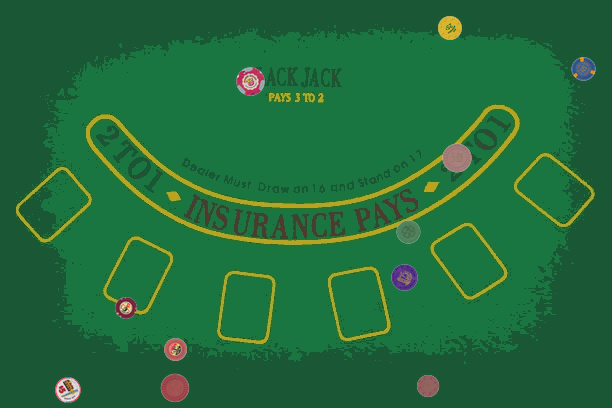 ACK JACK
PAYS 3 TO 2
Dealer Must Draw on 16 and Stand on 17
2 TO 1 INSURANCE PAYS 2 TO 1